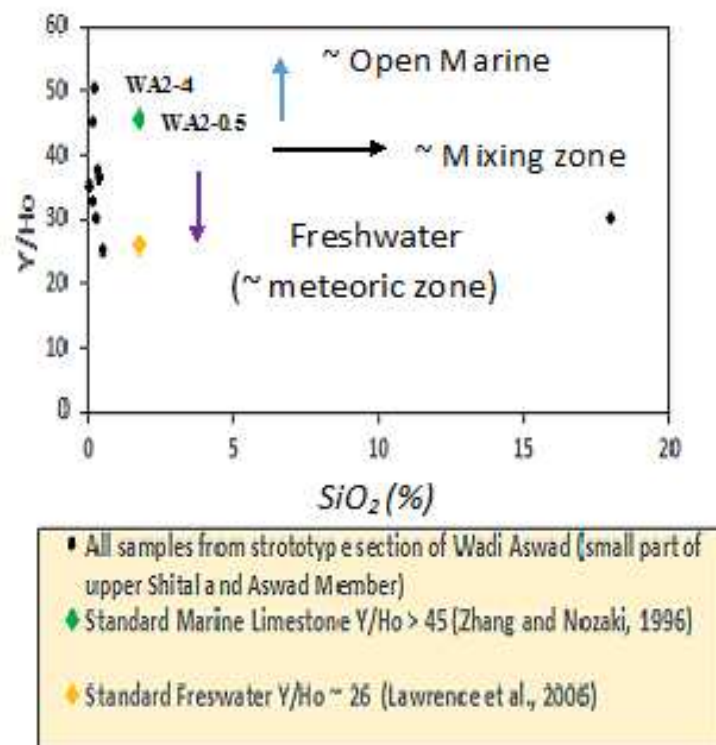 60
50
40
30
20
10
0
Y/Ho
WA2-4
WA2-0.5
~ Open Marine
~ Mixing zone
Freshwater
(~ meteoric zone)
0 5 10 15 20
SiO₂ (%)
All samples from strototype section of Wadi Aswad (small part of
upper Shital and Aswad Member)
Standard Marine Limestone Y/Ho > 45 (Zhang and Nozaki, 1996)
Standard Freswater Y/Ho ~ 26 (Lawrence et al., 2006)